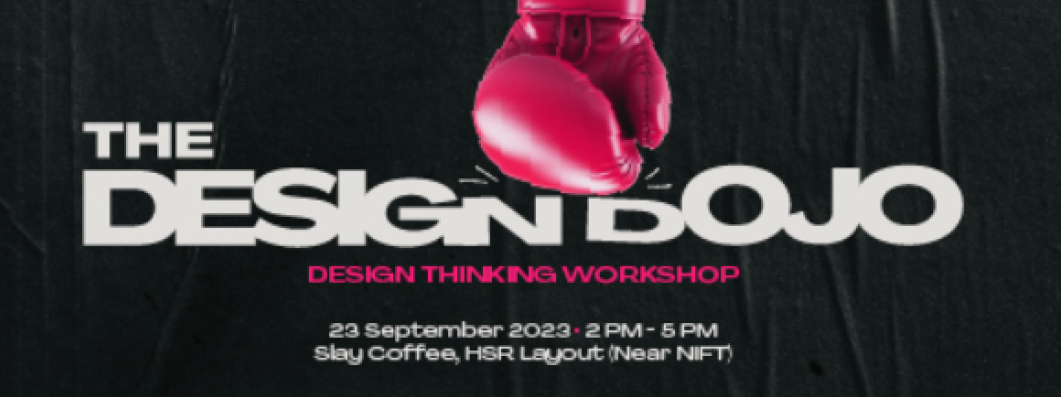 THE
DESIGN DOJO
DESIGN THINKING WORKSHOP
23 September 2023 • 2 PM - 5 PM
Slay Coffee, HSR Layout (Near NIFT)